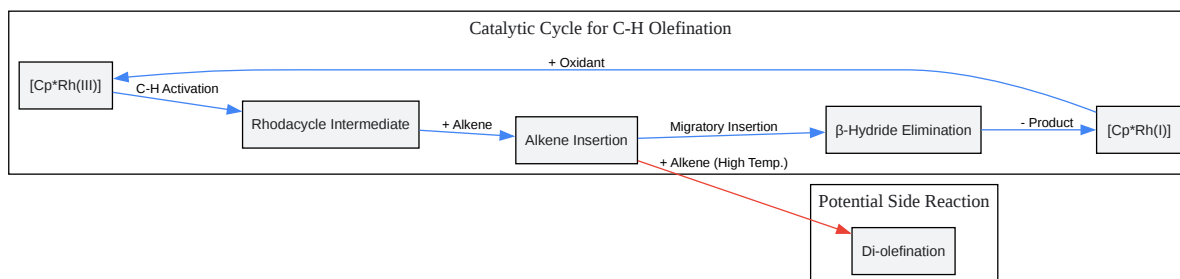 Catalytic Cycle for C-H Olefination
+ Oxidant
[Cp*Rh(III)]
C-H Activation
Rhodacycle Intermediate
+ Alkene
Alkene Insertion
Migratory Insertion
β-Hydride Elimination
- Product
[Cp*Rh(I)]
+ Alkene (High Temp.)
Potential Side Reaction
Di-olefination